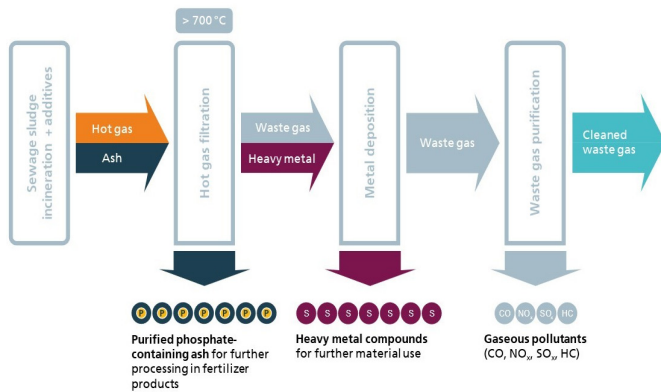 > 700 °C
Sewage sludge
incineration + additives
Hot gas
Ash
Hot gas filtration
Waste gas
Heavy metal
Metal deposition
Waste gas
Waste gas purification
Cleaned
waste gas
P P P P P P P
Purified phosphate-
containing ash for further
processing in fertilizer
products
S S S S S S S
Heavy metal compounds
for further material use
CO NOx SOx HC
Gaseous pollutants
(CO, NOx, SOx, HC)